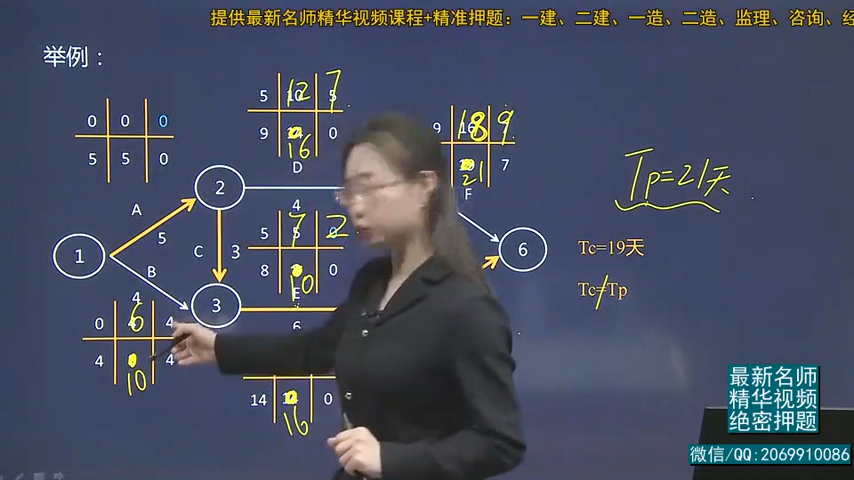 提供最新名师精华视频课程+精准押题：一建、二建、一造、二造、监理、咨询、经
举例：
5 12 7
9 16 0
D
4
0 0 0
5 5 0
9 18 9
21 7
F
Tp=21天
2
A
5
C 3
5 7 2
8 10 0
E
6
1
B
4
3
6
Tc=19天
Tc≠Tp
0 6 4
4 10 4
14 16 0
最新名师
精华视频
绝密押题
微信/QQ:2069910086